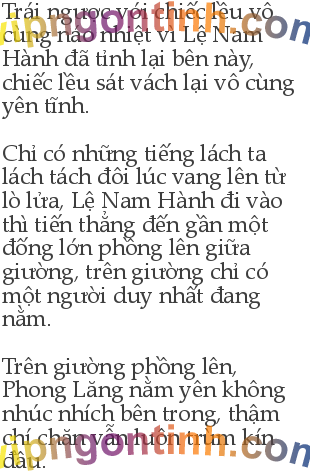 Trái ngược với chiếc lều vô
cùng náo nhiệt vì Lệ Nam
Hành đã tỉnh lại bên này,
chiếc lều sát vách lại vô cùng
yên tĩnh.
Chỉ có những tiếng lách ta
lách tách đôi lúc vang lên từ
lò lửa, Lệ Nam Hành đi vào
thì tiến thẳng đến gần một
đống lớn phồng lên giữa
giường, trên giường chỉ có
một người duy nhất đang
nằm.
Trên giường phồng lên,
Phong Lăng nằm yên không
nhúc nhích bên trong, thậm
chí chăn vẫn luôn trùm kín
đầu.
vipngontinh.com
vipngontinh.com